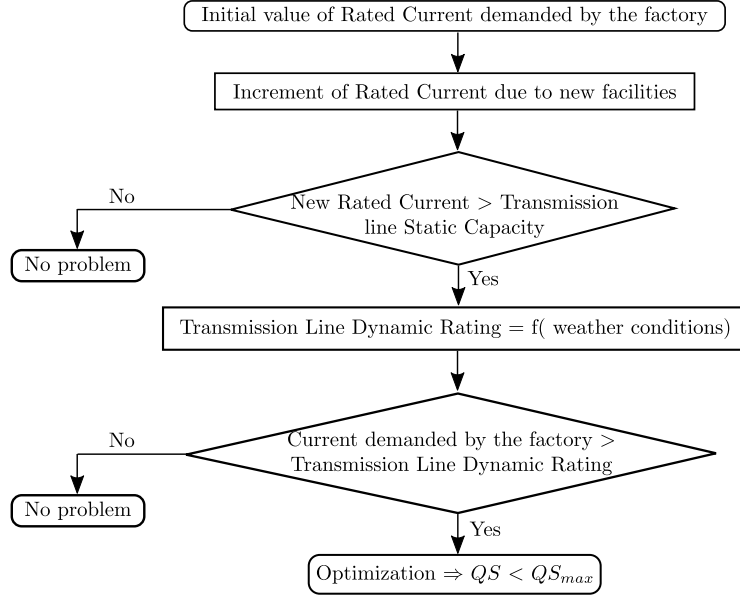 Initial value of Rated Current demanded by the factory
Increment of Rated Current due to new facilities
New Rated Current > Transmission
line Static Capacity
No
No problem
Yes
Transmission Line Dynamic Rating = f( weather conditions)
Current demanded by the factory >
Transmission Line Dynamic Rating
No
No problem
Yes
Optimization ⇒ QS < QS_{max}